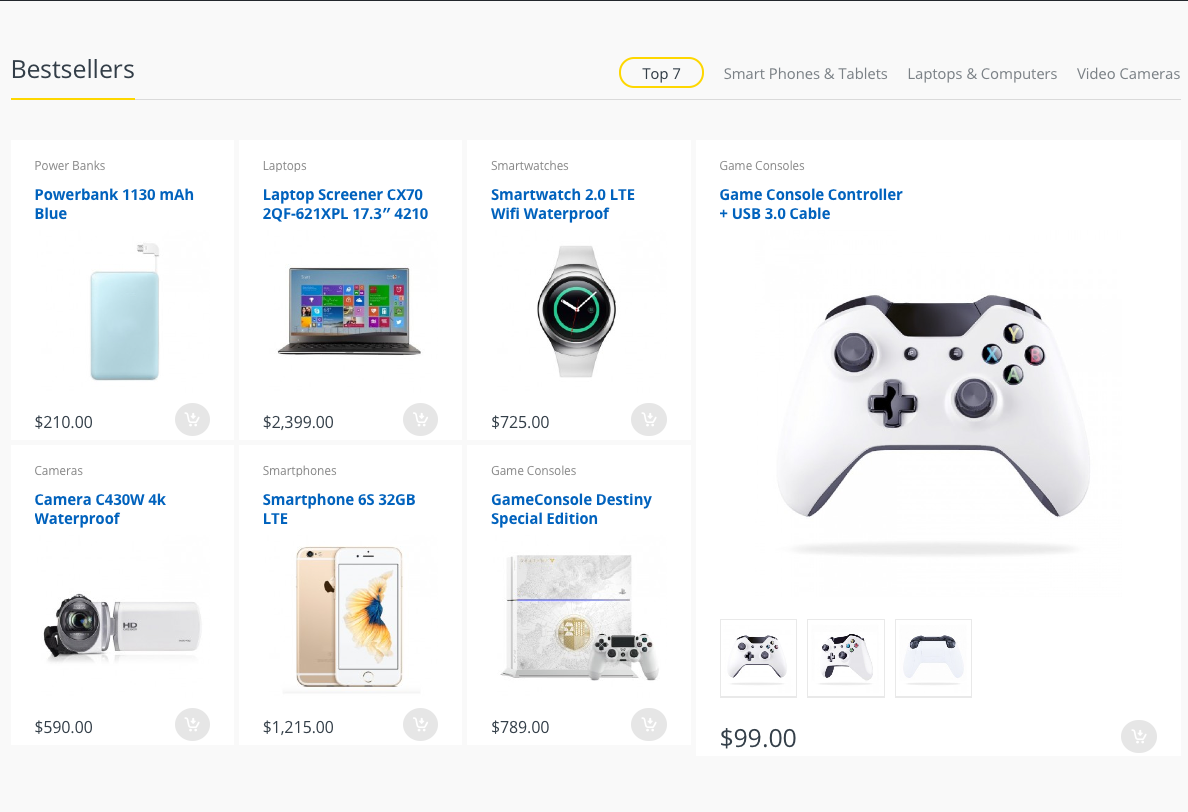 Bestsellers
Top 7
Smart Phones & Tablets
Laptops & Computers
Video Cameras
Power Banks
Powerbank 1130 mAh
Blue
$210.00
Laptops
Laptop Screener CX70
2QF-621XPL 17.3″ 4210
$2,399.00
Smartwatches
Smartwatch 2.0 LTE
Wifi Waterproof
$725.00
Game Consoles
Game Console Controller
+ USB 3.0 Cable
Y
X
B
A
$99.00
Cameras
Camera C430W 4k
Waterproof
HD
$590.00
Smartphones
Smartphone 6S 32GB
LTE
$1,215.00
Game Consoles
GameConsole Destiny
Special Edition
$789.00